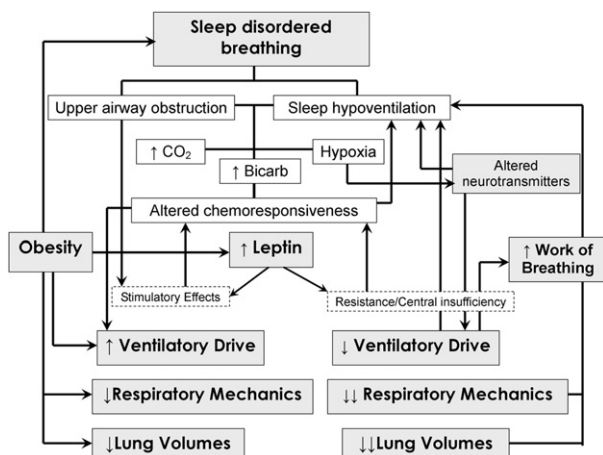 Sleep disordered
breathing
Upper airway obstruction
Sleep hypoventilation
↑ CO₂
Hypoxia
↑ Bicarb
Altered
neurotransmitters
Altered chemoresponsiveness
Obesity
↑ Leptin
↑ Work of
Breathing
Stimulatory Effects
Resistance/Central insufficiency
↑ Ventilatory Drive
↓ Ventilatory Drive
↓Respiratory Mechanics
↓↓ Respiratory Mechanics
↓Lung Volumes
↓↓Lung Volumes